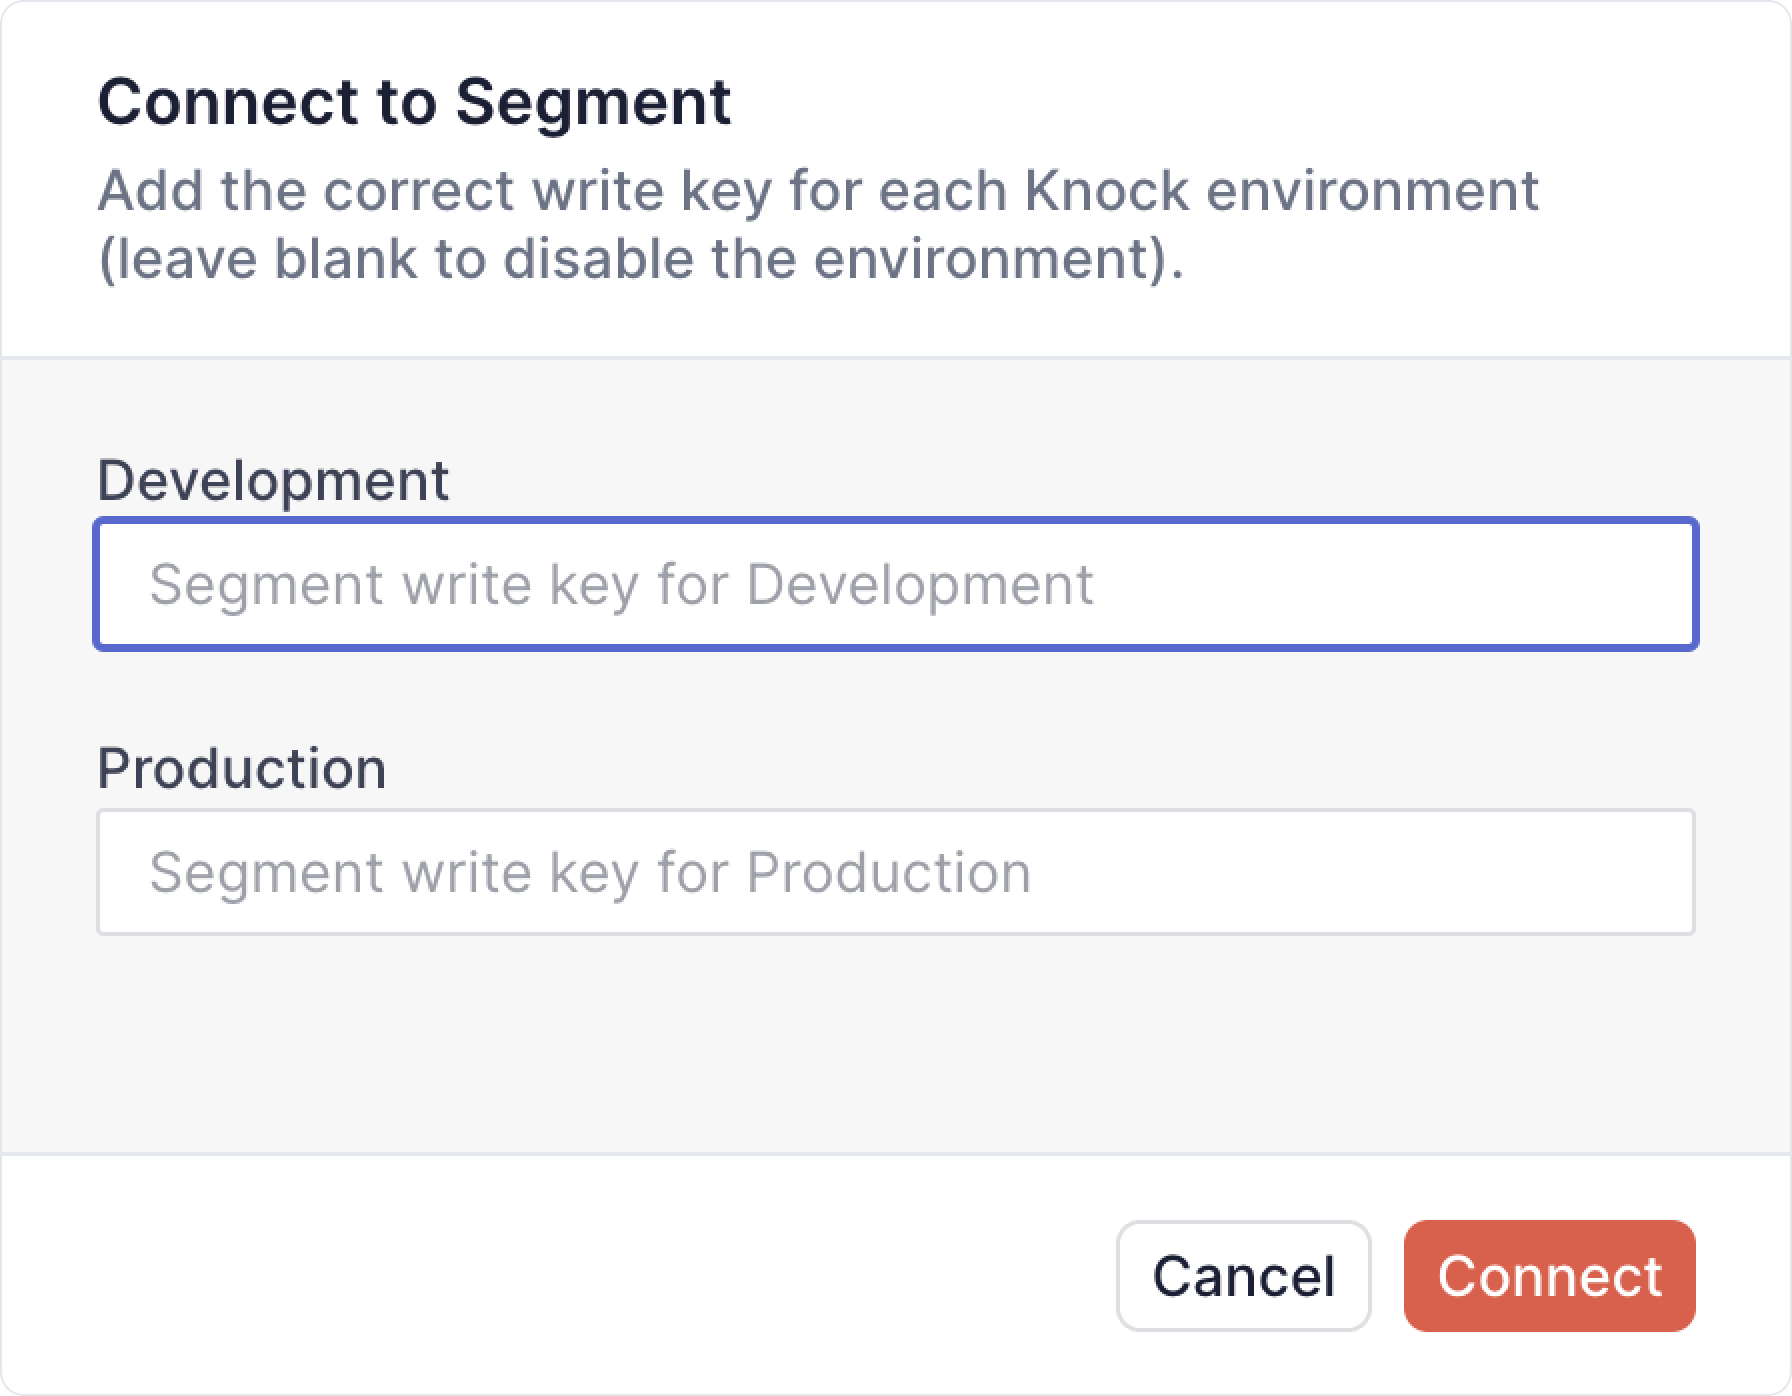 Connect to Segment
Add the correct write key for each Knock environment
(leave blank to disable the environment).
Development
Segment write key for Development
Production
Segment write key for Production
Cancel
Connect